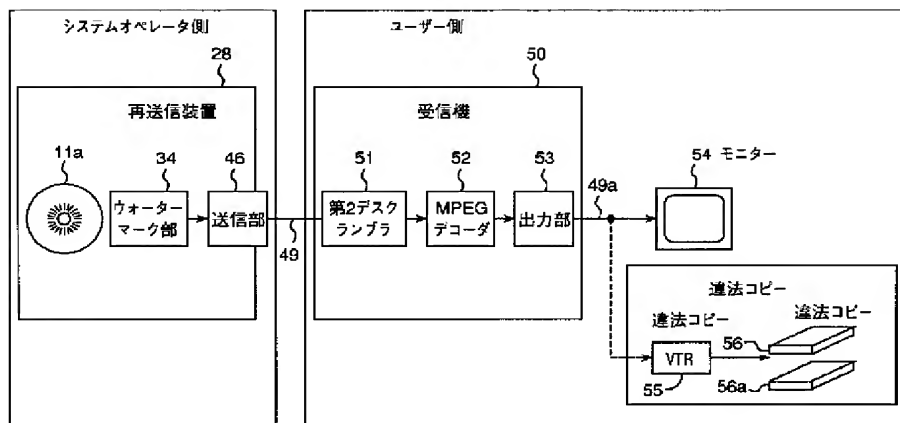 システムオペレータ側
ユーザー側
28
再送信装置
11a
34
46
ウォーター
マーク部
送信部
49
50
受信機
51
52
53
第2デスク
ランブラ
MPEG
デコーダ
出力部
49a
54 モニター
違法コピー
違法コピー
違法コピー
VTR
55
56
56a